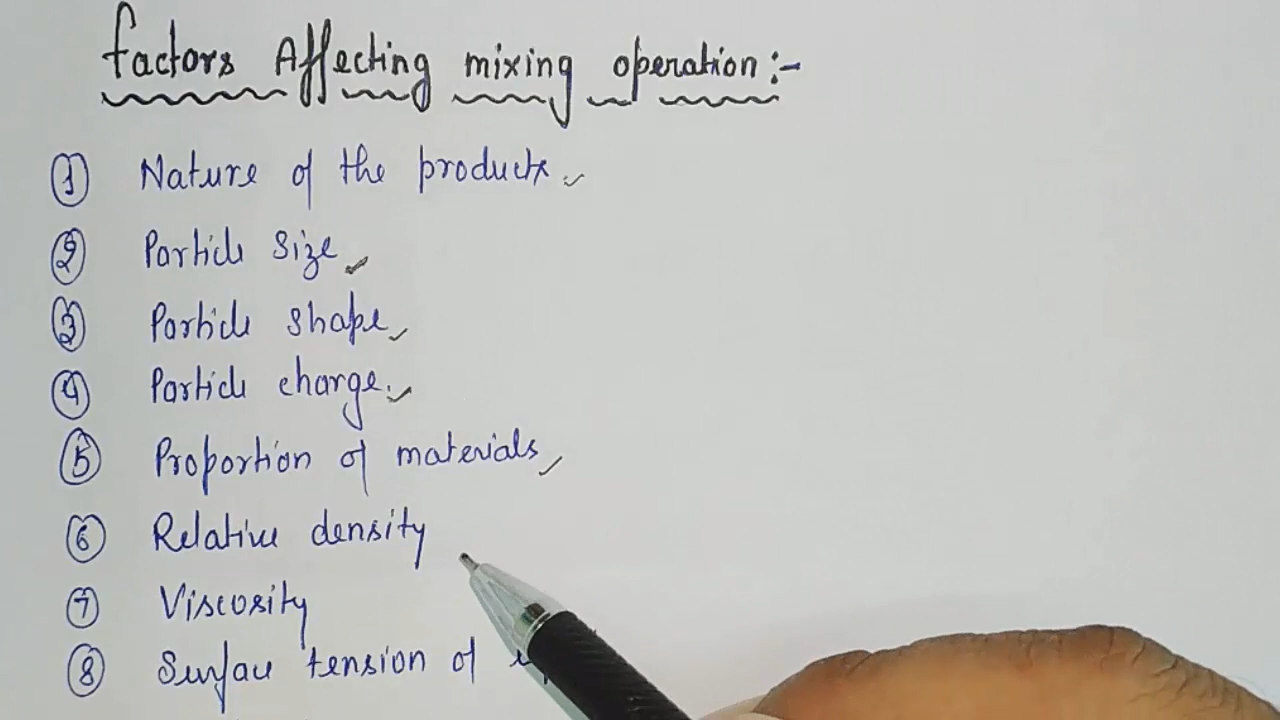 Factors Affecting mixing operation:-
① Nature of the products
② Particle size
③ Particle shape
④ Particle charge.
⑤ Proportion of materials
⑥ Relative density
⑦ Viscosity
⑧ Surface tension of